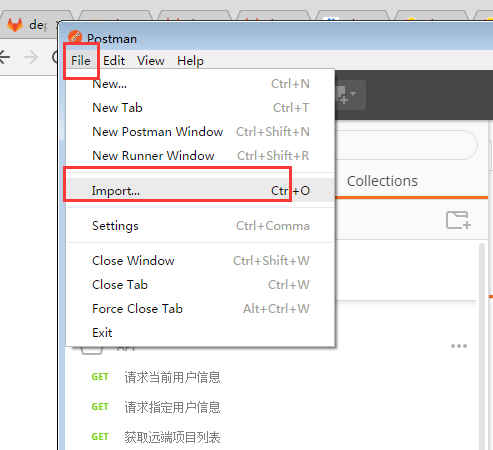 dep
Postman
File Edit View Help
New... Ctrl+N
New Tab Ctrl+T
New Postman Window Ctrl+Shift+N
New Runner Window Ctrl+Shift+R
Import... Ctrl+O
Collections
Settings Ctrl+Comma
Close Window Ctrl+Shift+W
Close Tab Ctrl+W
Force Close Tab Alt+Ctrl+W
Exit
GET 请求当前用户信息
GET 请求指定用户信息
GET 获取远端项目列表